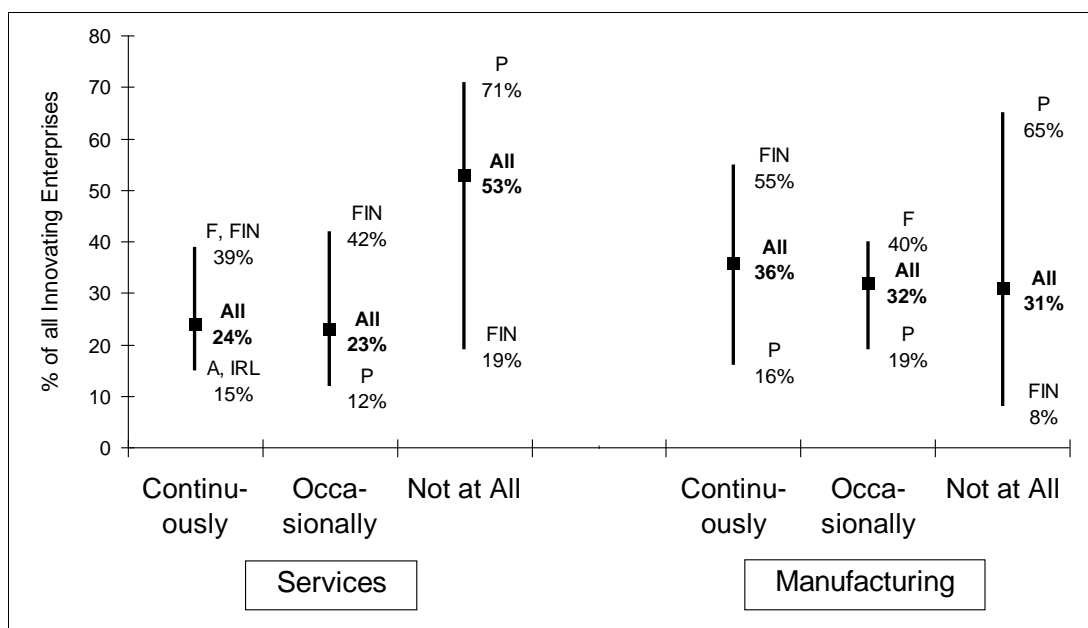 % of all Innovating Enterprises
80
70
60
50
40
30
20
10
0
F, FIN
39%
All
24%
A, IRL
15%
FIN
42%
All
23%
P
12%
P
71%
All
53%
FIN
19%
FIN
55%
All
36%
P
16%
F
40%
All
32%
P
19%
P
65%
All
31%
FIN
8%
Continu-
ously
Occa-
sionally
Not at All
Continu-
ously
Occa-
sionally
Not at All
Services
Manufacturing